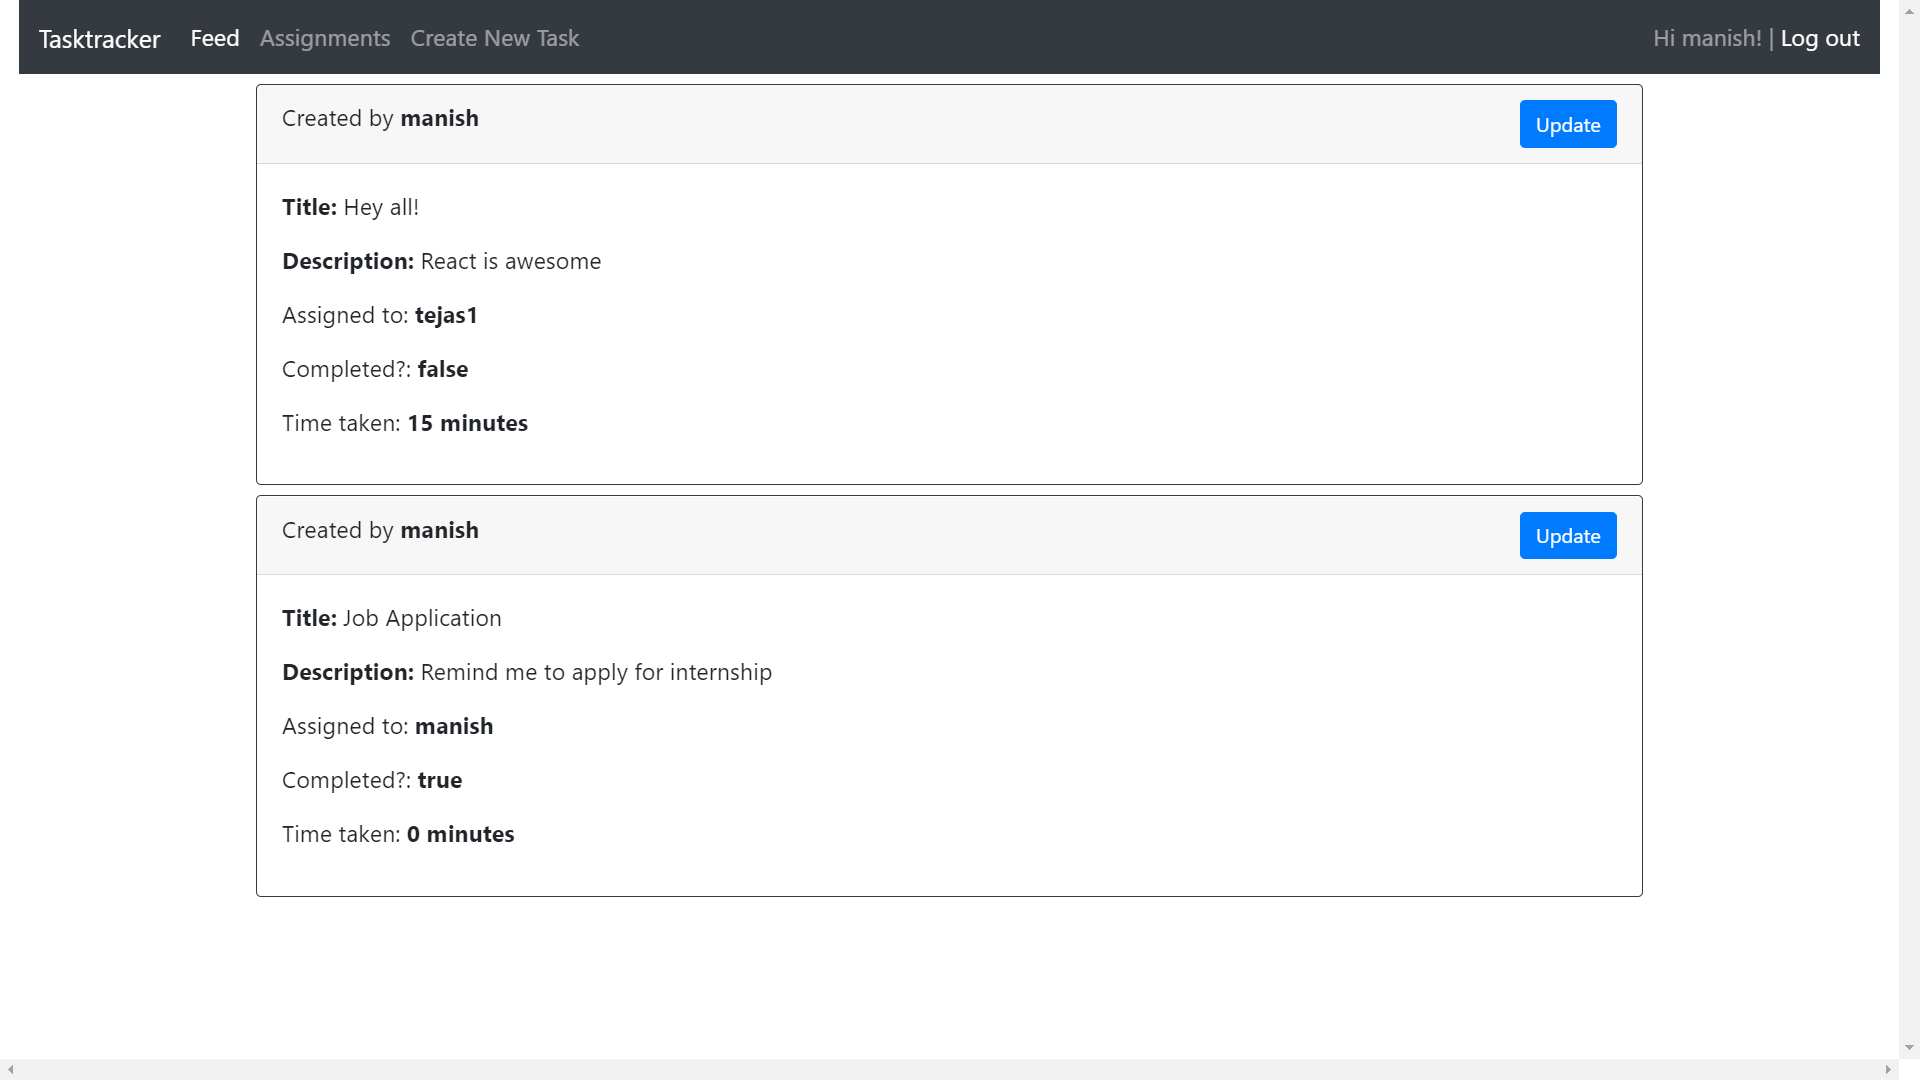 Tasktracker Feed Assignments Create New Task Hi manish! | Log out
Created by manish Update
Title: Hey all!
Description: React is awesome
Assigned to: tejas1
Completed?: false
Time taken: 15 minutes
Created by manish Update
Title: Job Application
Description: Remind me to apply for internship
Assigned to: manish
Completed?: true
Time taken: 0 minutes